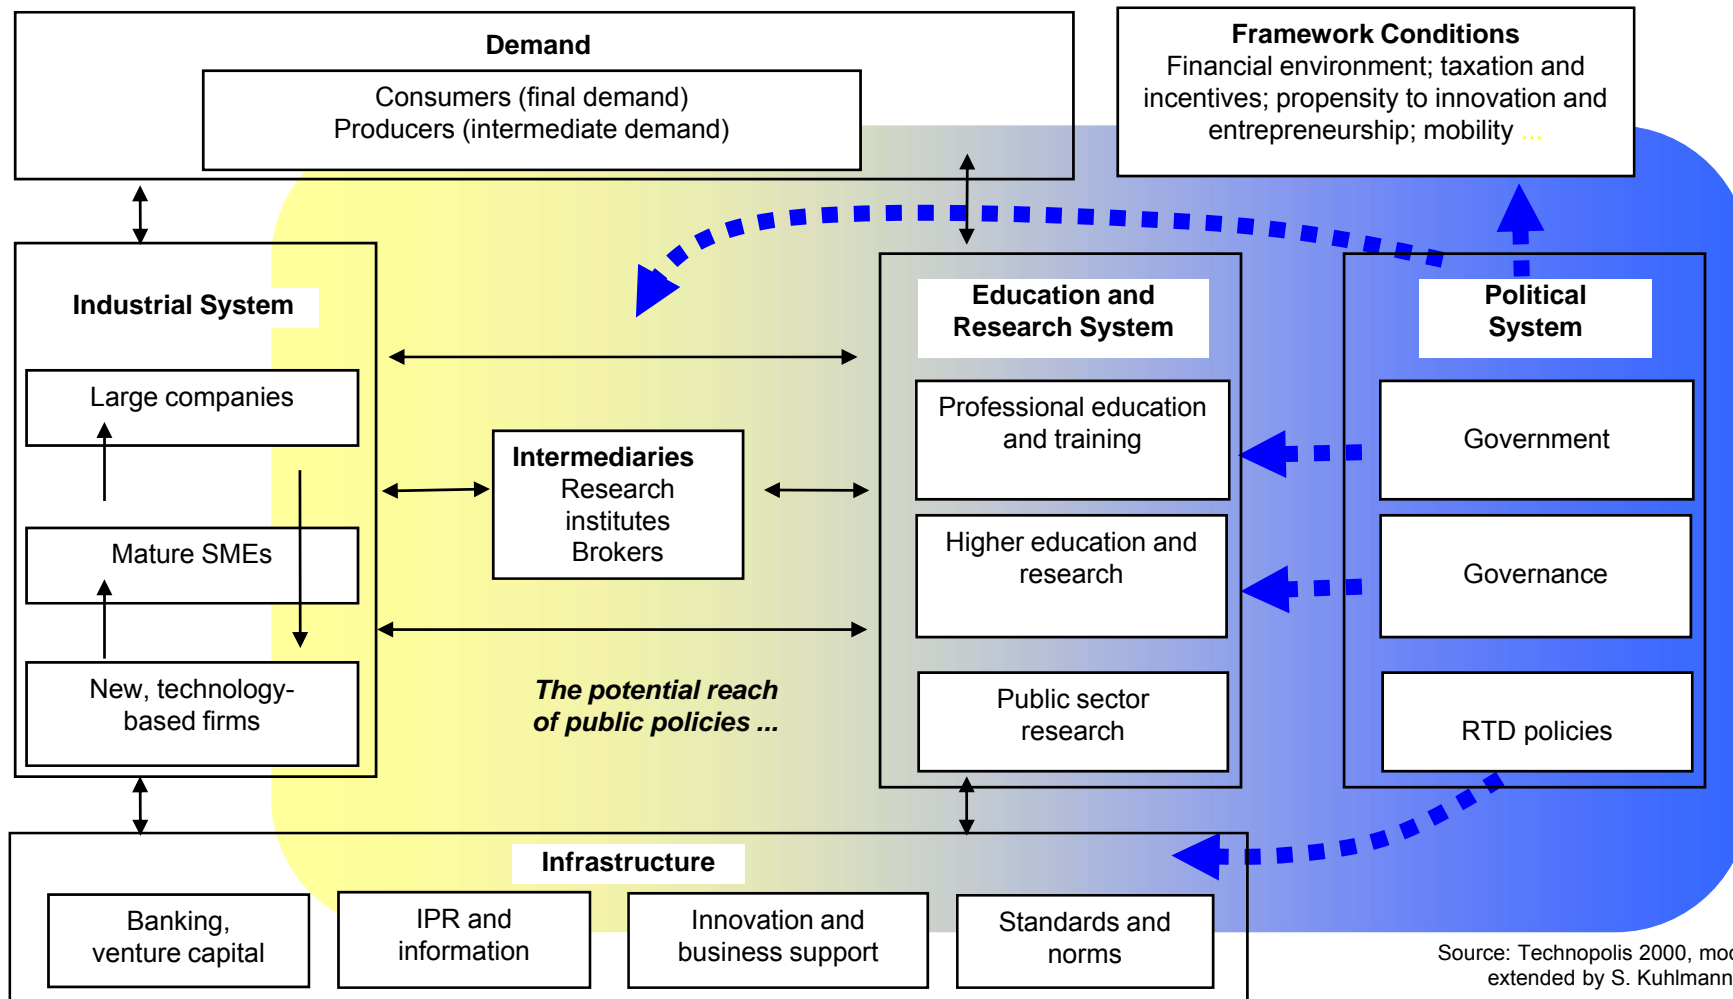 Demand
Consumers (final demand)
Producers (intermediate demand)
Framework Conditions
Financial environment; taxation and
incentives; propensity to innovation and
entrepreneurship; mobility ...
Industrial System
Large companies
Mature SMEs
New, technology-
based firms
Intermediaries
Research
institutes
Brokers
The potential reach
of public policies ...
Education and
Research System
Professional education
and training
Higher education and
research
Public sector
research
Political
System
Government
Governance
RTD policies
Infrastructure
Banking,
venture capital
IPR and
information
Innovation and
business support
Standards and
norms
Source: Technopolis 2000,
extended by S. Kuhlmann